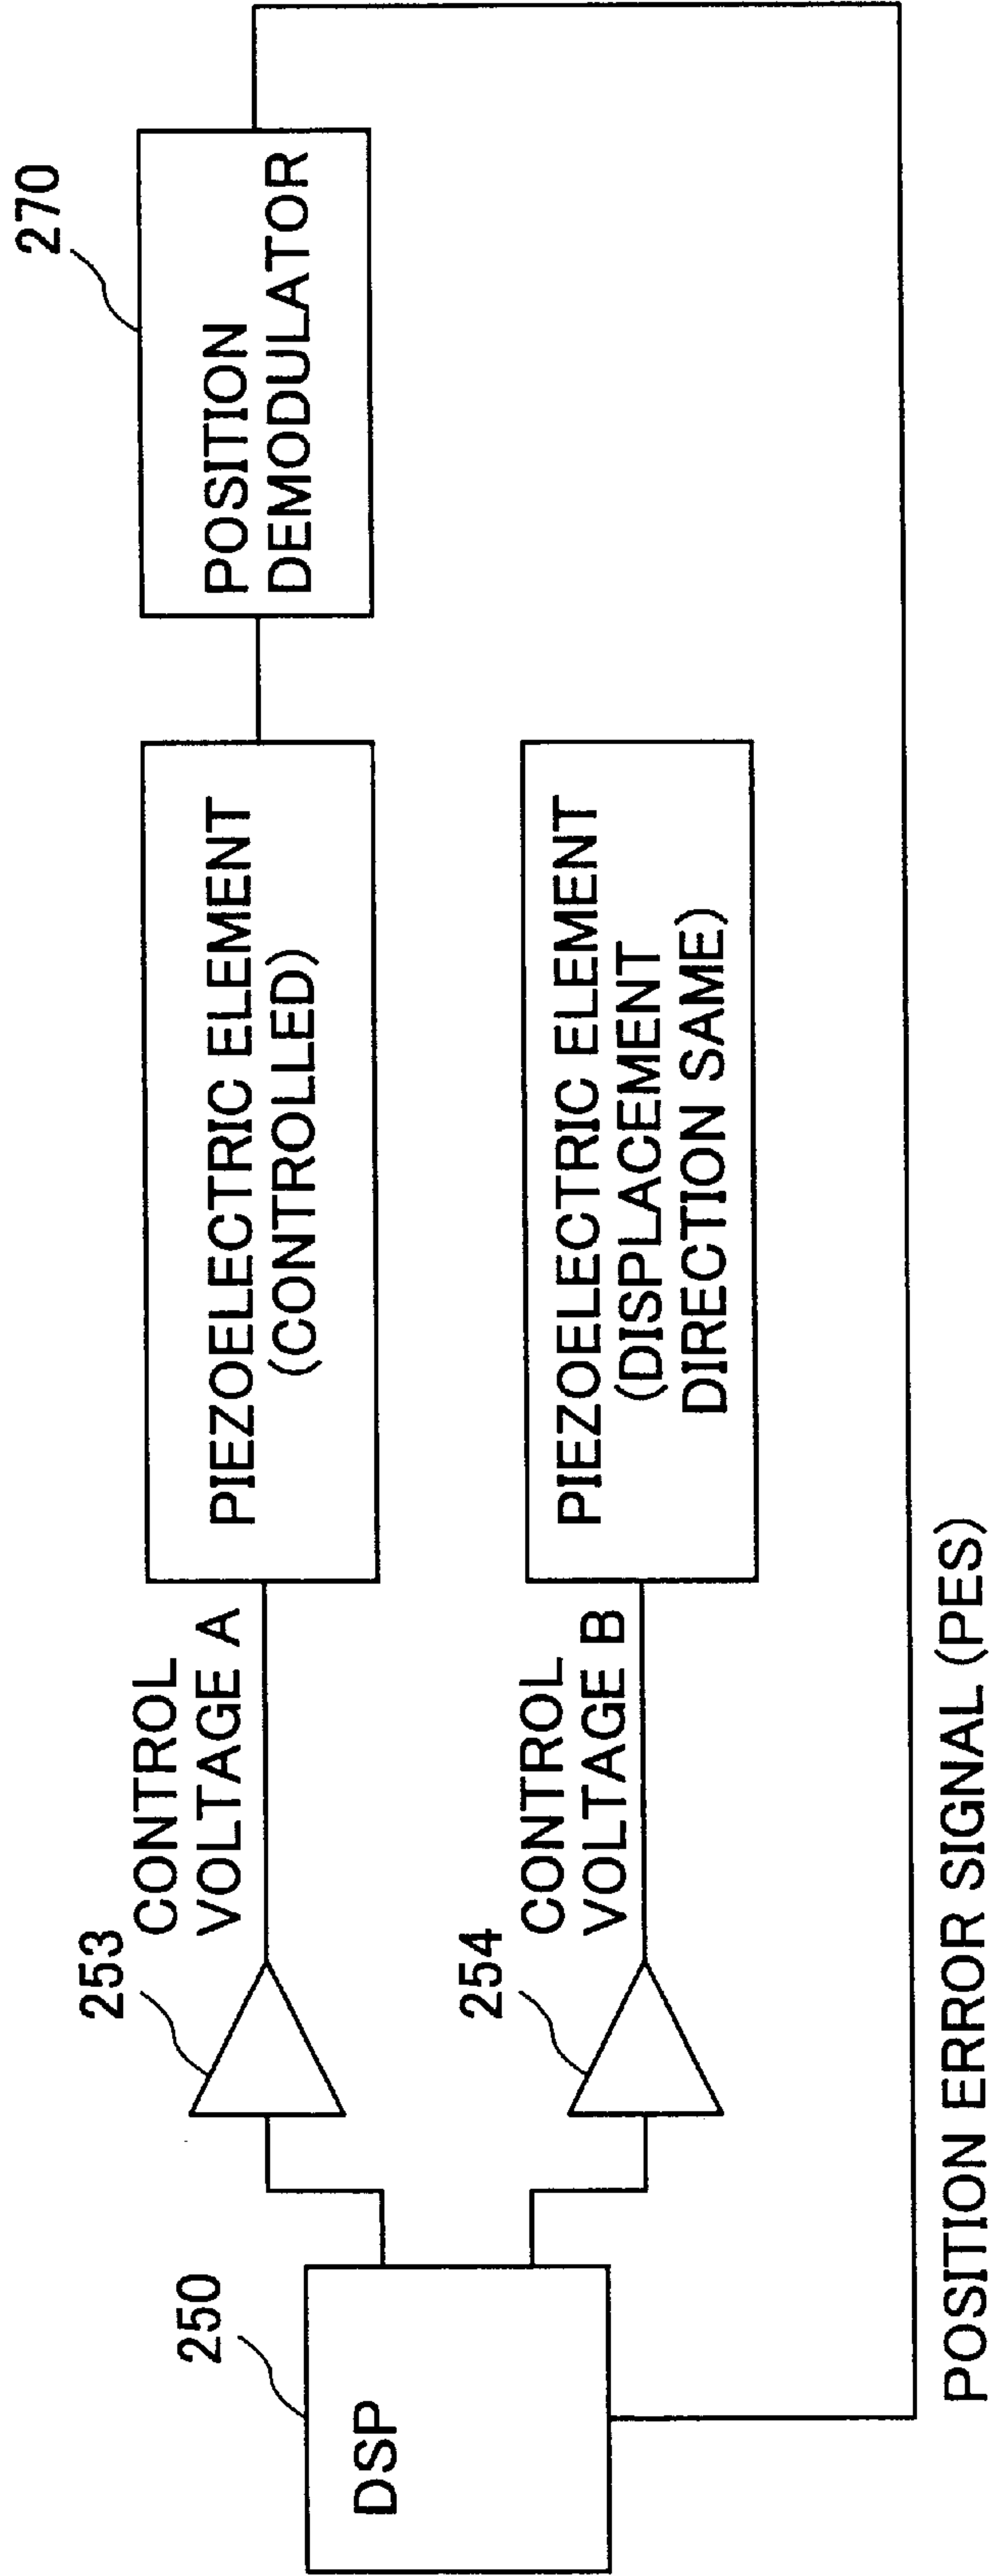 250
DSP
253
CONTROL
VOLTAGE A
PIEZOELECTRIC ELEMENT
(CONTROLLED)
270
POSITION
DEMODULATOR
254
CONTROL
VOLTAGE B
PIEZOELECTRIC ELEMENT
(DISPLACEMENT
DIRECTION SAME)
POSITION ERROR SIGNAL (PES)